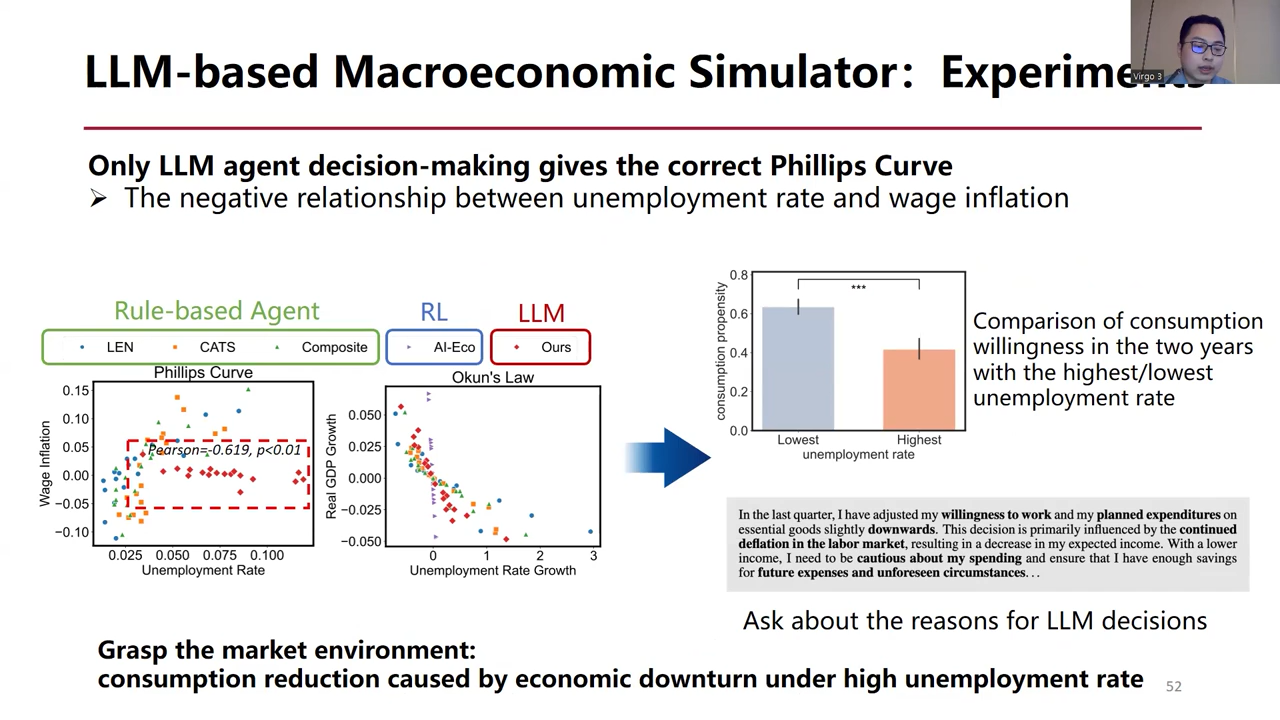 LLM-based Macroeconomic Simulator: Experiments
Virgo 3
Only LLM agent decision-making gives the correct Phillips Curve
➢ The negative relationship between unemployment rate and wage inflation
Rule-based Agent
RL
LLM
LEN
CATS
Composite
AI-Eco
Ours
Phillips Curve
0.15
0.10
0.05
0.00
−0.05
−0.10
Wage Inflation
Pearson=-0.619, p<0.01
0.025 0.050 0.075 0.100
Unemployment Rate
Okun's Law
0.050
0.025
0.000
−0.025
−0.050
Real GDP Growth
0 1 2 3
Unemployment Rate Growth
0.8
0.6
0.4
0.2
0.0
consumption propensity
***
Lowest Highest
unemployment rate
Comparison of consumption
willingness in the two years
with the highest/lowest
unemployment rate
In the last quarter, I have adjusted my willingness to work and my planned expenditures on
essential goods slightly downwards. This decision is primarily influenced by the continued
deflation in the labor market, resulting in a decrease in my expected income. With a lower
income, I need to be cautious about my spending and ensure that I have enough savings
for future expenses and unforeseen circumstances...
Ask about the reasons for LLM decisions
Grasp the market environment:
consumption reduction caused by economic downturn under high unemployment rate
52